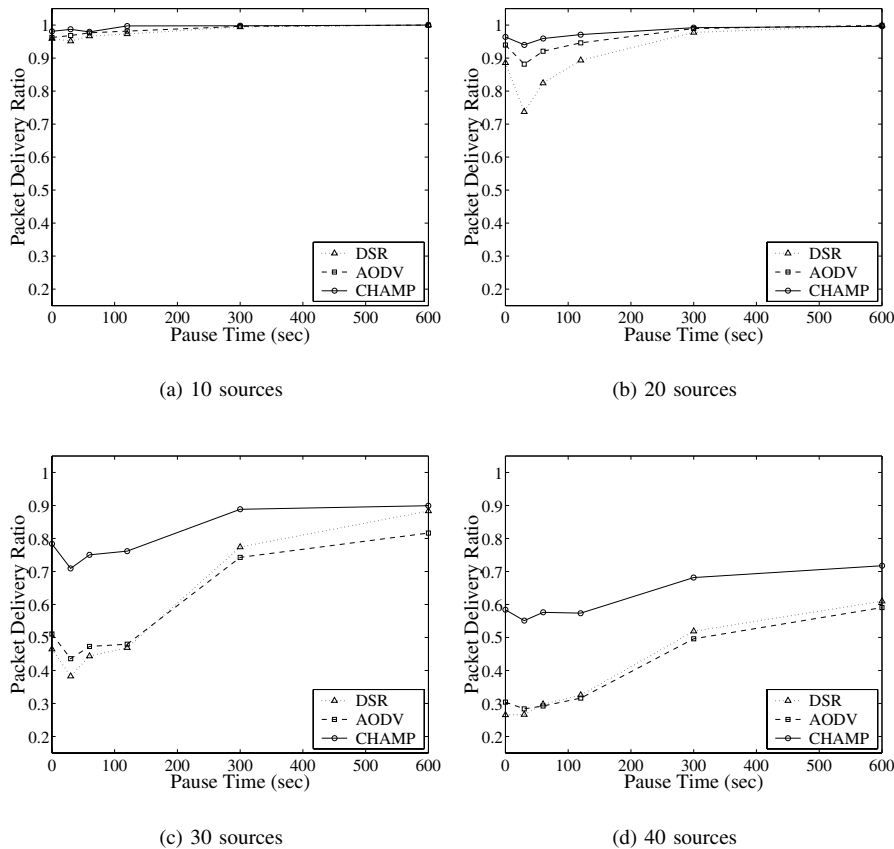 1
0.9
0.8
0.7
0.6
0.5
0.4
0.3
0.2
Packet Delivery Ratio
DSR
AODV
CHAMP
0 100 200 300 400 500 600
Pause Time (sec)
(a) 10 sources
1
0.9
0.8
0.7
0.6
0.5
0.4
0.3
0.2
Packet Delivery Ratio
DSR
AODV
CHAMP
0 100 200 300 400 500 600
Pause Time (sec)
(b) 20 sources
1
0.9
0.8
0.7
0.6
0.5
0.4
0.3
0.2
Packet Delivery Ratio
DSR
AODV
CHAMP
0 100 200 300 400 500 600
Pause Time (sec)
(c) 30 sources
1
0.9
0.8
0.7
0.6
0.5
0.4
0.3
0.2
Packet Delivery Ratio
DSR
AODV
CHAMP
0 100 200 300 400 500 600
Pause Time (sec)
(d) 40 sources